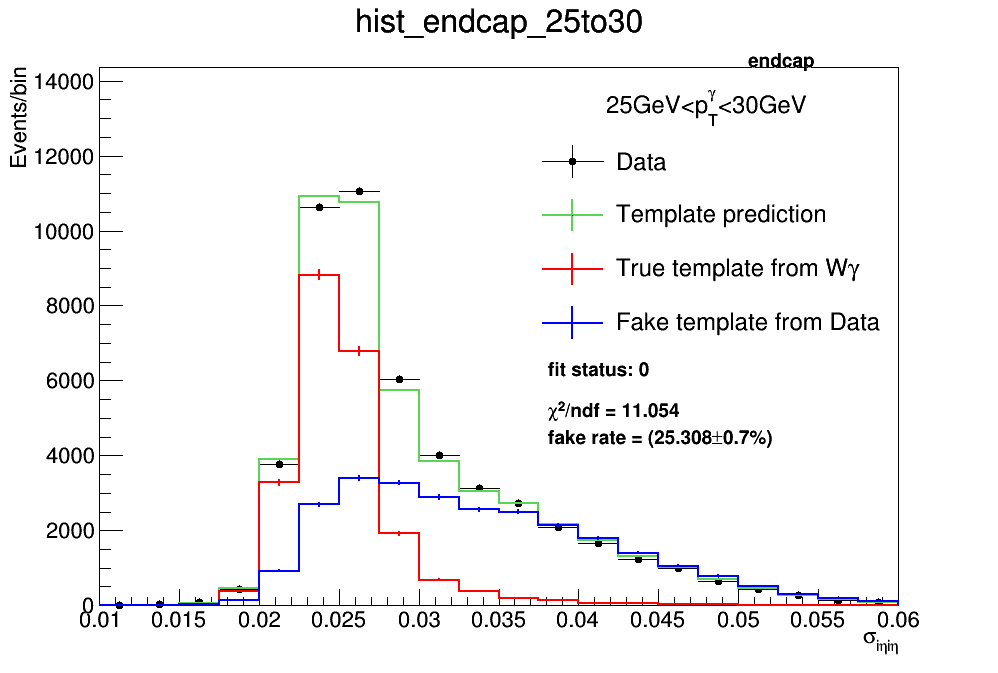 hist_endcap_25to30
endcap
Events/bin
25GeV<p_T^γ<30GeV
Data
Template prediction
True template from Wγ
Fake template from Data
fit status: 0
χ²/ndf = 11.054
fake rate = (25.308±0.7%)
14000
12000
10000
8000
6000
4000
2000
0
0.01 0.015 0.02 0.025 0.03 0.035 0.04 0.045 0.05 0.055 0.06
σiηiη